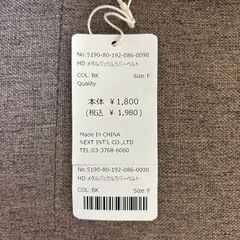 No:5190-80-192-086-0090
HD メタルバックルラバーベルト
COL: BK Size: F
Quality
本体 ¥1,800
(税込 ¥1,980)
Made In CHINA
NEXT INT'L CO.,LTD
TEL:03-3768-6060
No:5190-80-192-086-0090
HD メタルバックルラバーベルト
COL: BK Size: F